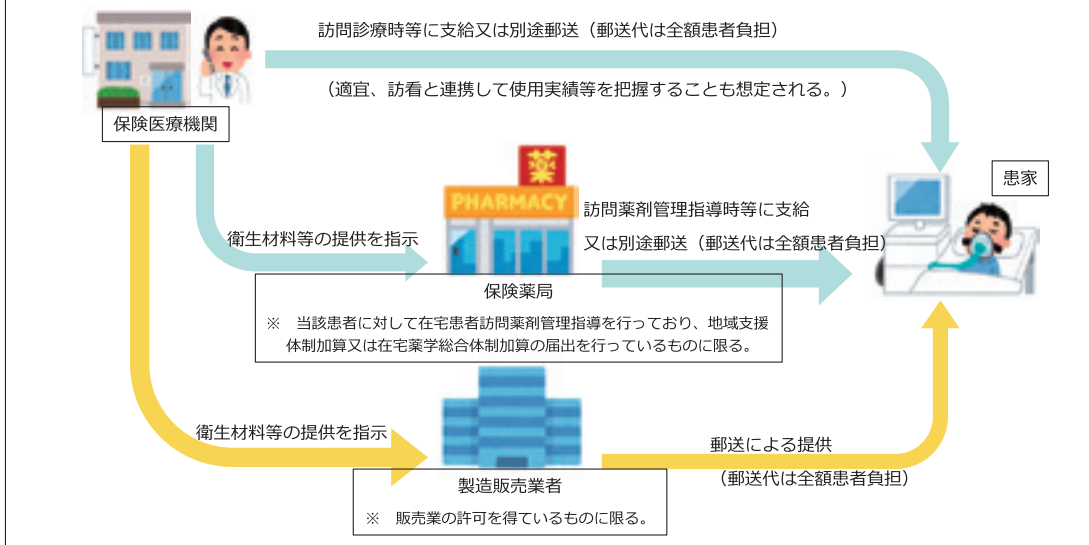 訪問診療時等に支給又は別途郵送（郵送代は全額患者負担）
（適宜、訪看と連携して使用実績等を把握することも想定される。）
保険医療機関
患家
薬
PHARMACY
訪問薬剤管理指導時等に支給
又は別途郵送（郵送代は全額患者負担）
衛生材料等の提供を指示
保険薬局
※　当該患者に対して在宅患者訪問薬剤管理指導を行っており、地域支援
体制加算又は在宅薬学総合体制加算の届出を行っているものに限る。
衛生材料等の提供を指示
郵送による提供
（郵送代は全額患者負担）
製造販売業者
※　販売業の許可を得ているものに限る。